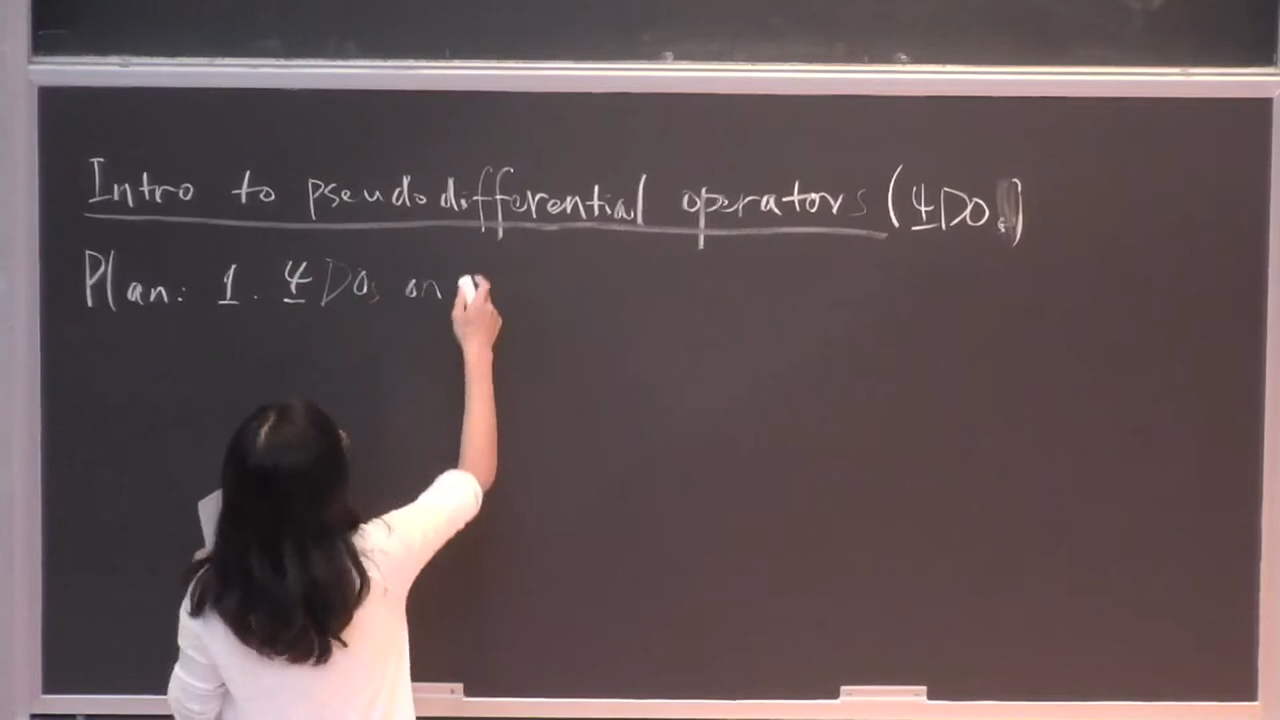 Intro to pseudodifferential operators (ΨDOs)
Plan: 1. ΨDOs on